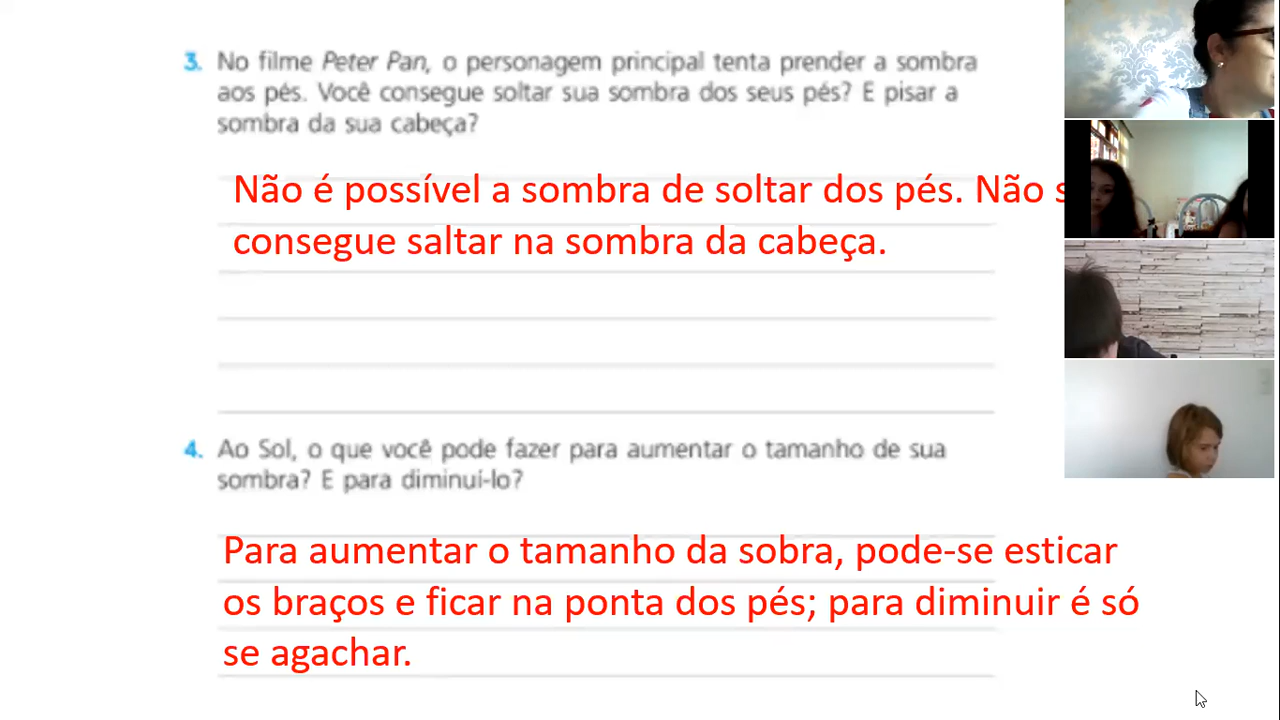 3. No filme Peter Pan, o personagem principal tenta prender a sombra
aos pés. Você consegue soltar sua sombra dos seus pés? E pisar a
sombra da sua cabeça?
Não é possível a sombra de soltar dos pés. Não
consegue saltar na sombra da cabeça.
4. Ao Sol, o que você pode fazer para aumentar o tamanho de sua
sombra? E para diminuí-lo?
Para aumentar o tamanho da sobra, pode-se esticar
os braços e ficar na ponta dos pés; para diminuir é só
se agachar.